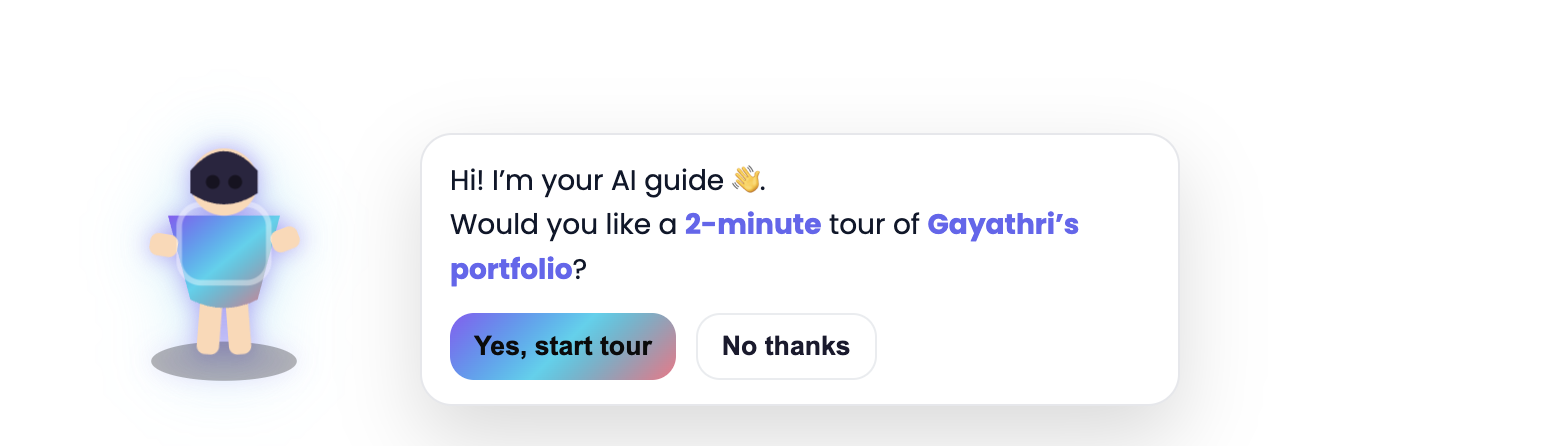 Hi! I’m your AI guide 👋.
Would you like a 2-minute tour of Gayathri’s
portfolio?
Yes, start tour
No thanks